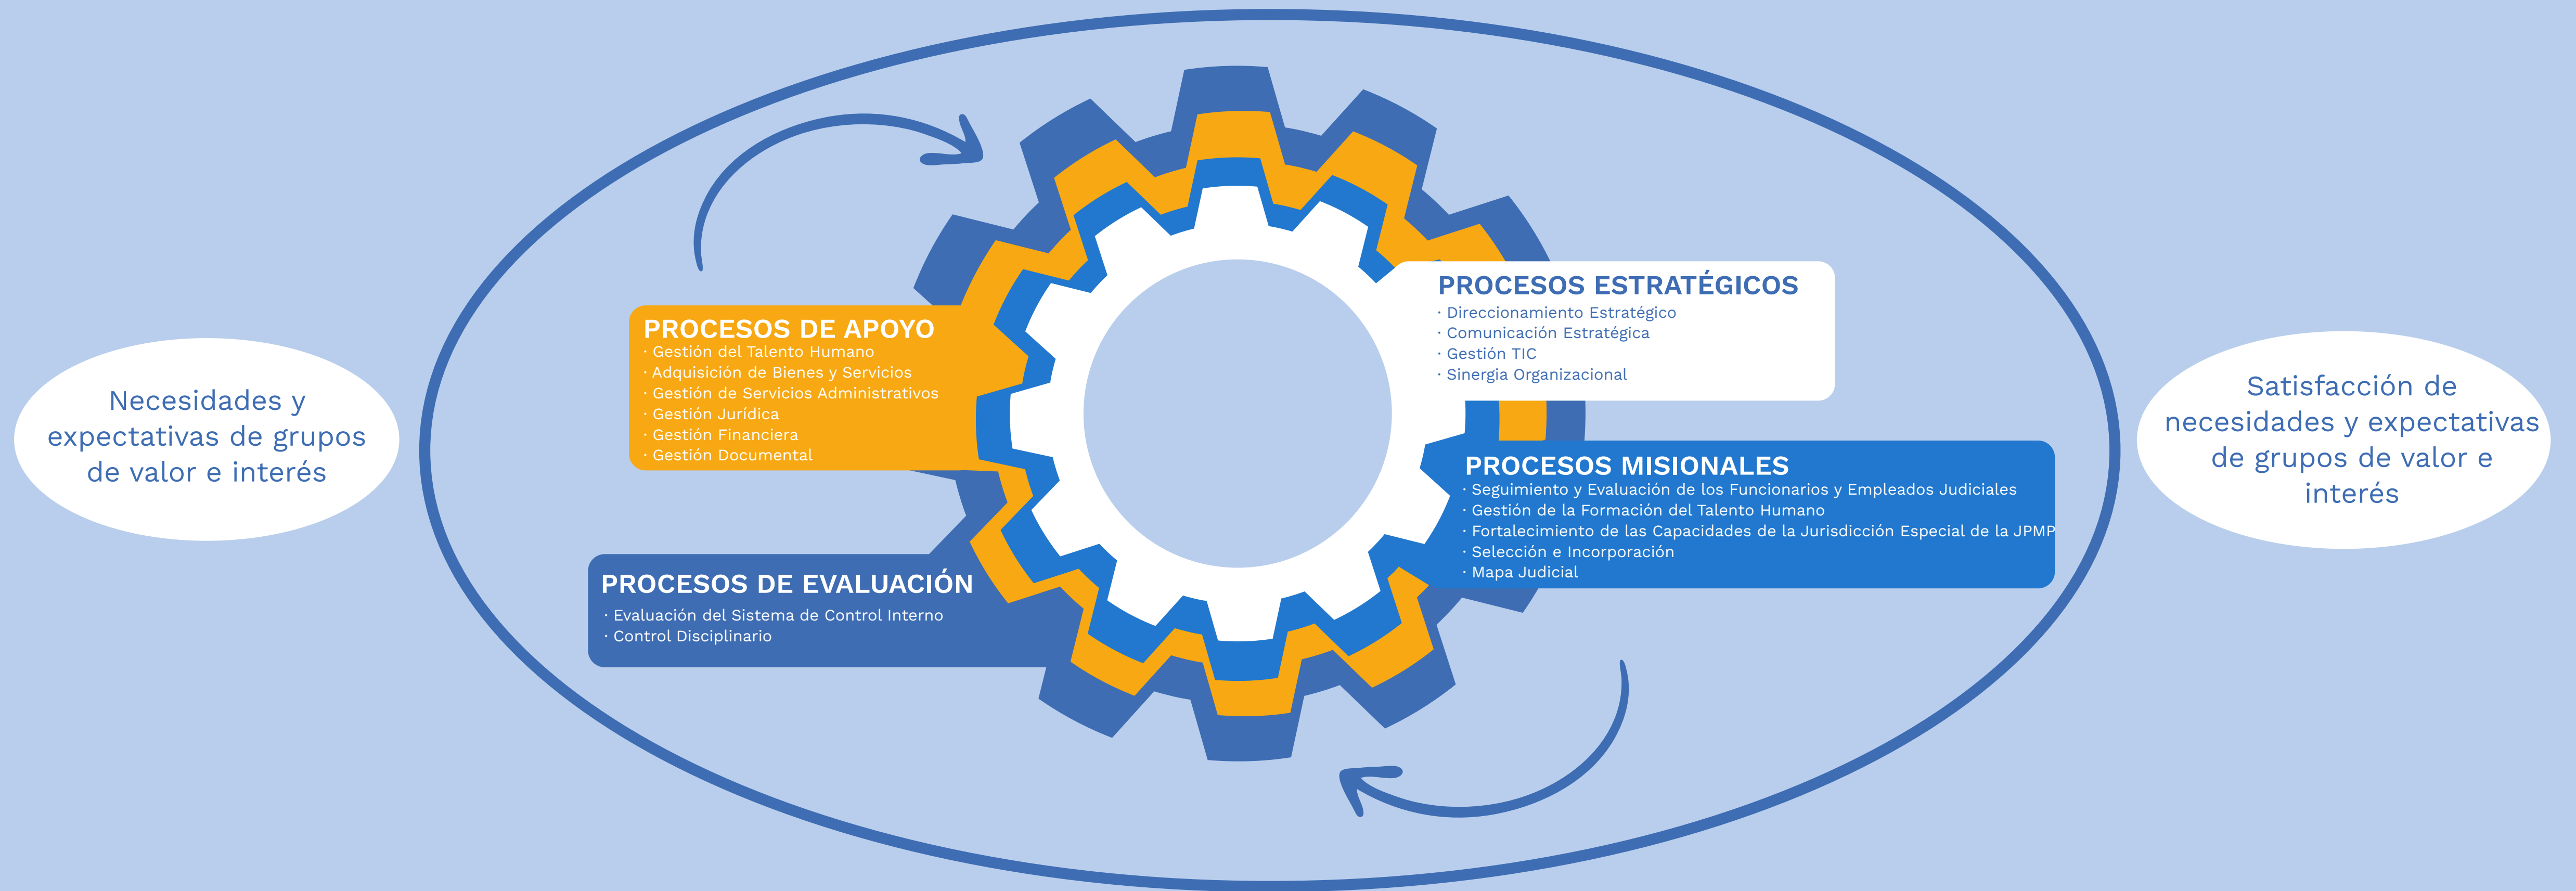 Necesidades y
expectativas de grupos
de valor e interés
PROCESOS DE APOYO
· Gestión del Talento Humano
· Adquisición de Bienes y Servicios
· Gestión de Servicios Administrativos
· Gestión Jurídica
· Gestión Financiera
· Gestión Documental
PROCESOS DE EVALUACIÓN
· Evaluación del Sistema de Control Interno
· Control Disciplinario
PROCESOS ESTRATÉGICOS
· Direccionamiento Estratégico
· Comunicación Estratégica
· Gestión TIC
· Sinergia Organizacional
PROCESOS MISIONALES
· Seguimiento y Evaluación de los Funcionarios y Empleados Judiciales
· Gestión de la Formación del Talento Humano
· Fortalecimiento de las Capacidades de la Jurisdicción Especial de la JPMP
· Selección e Incorporación
· Mapa Judicial
Satisfacción de
necesidades y expectativas
de grupos de valor e
interés